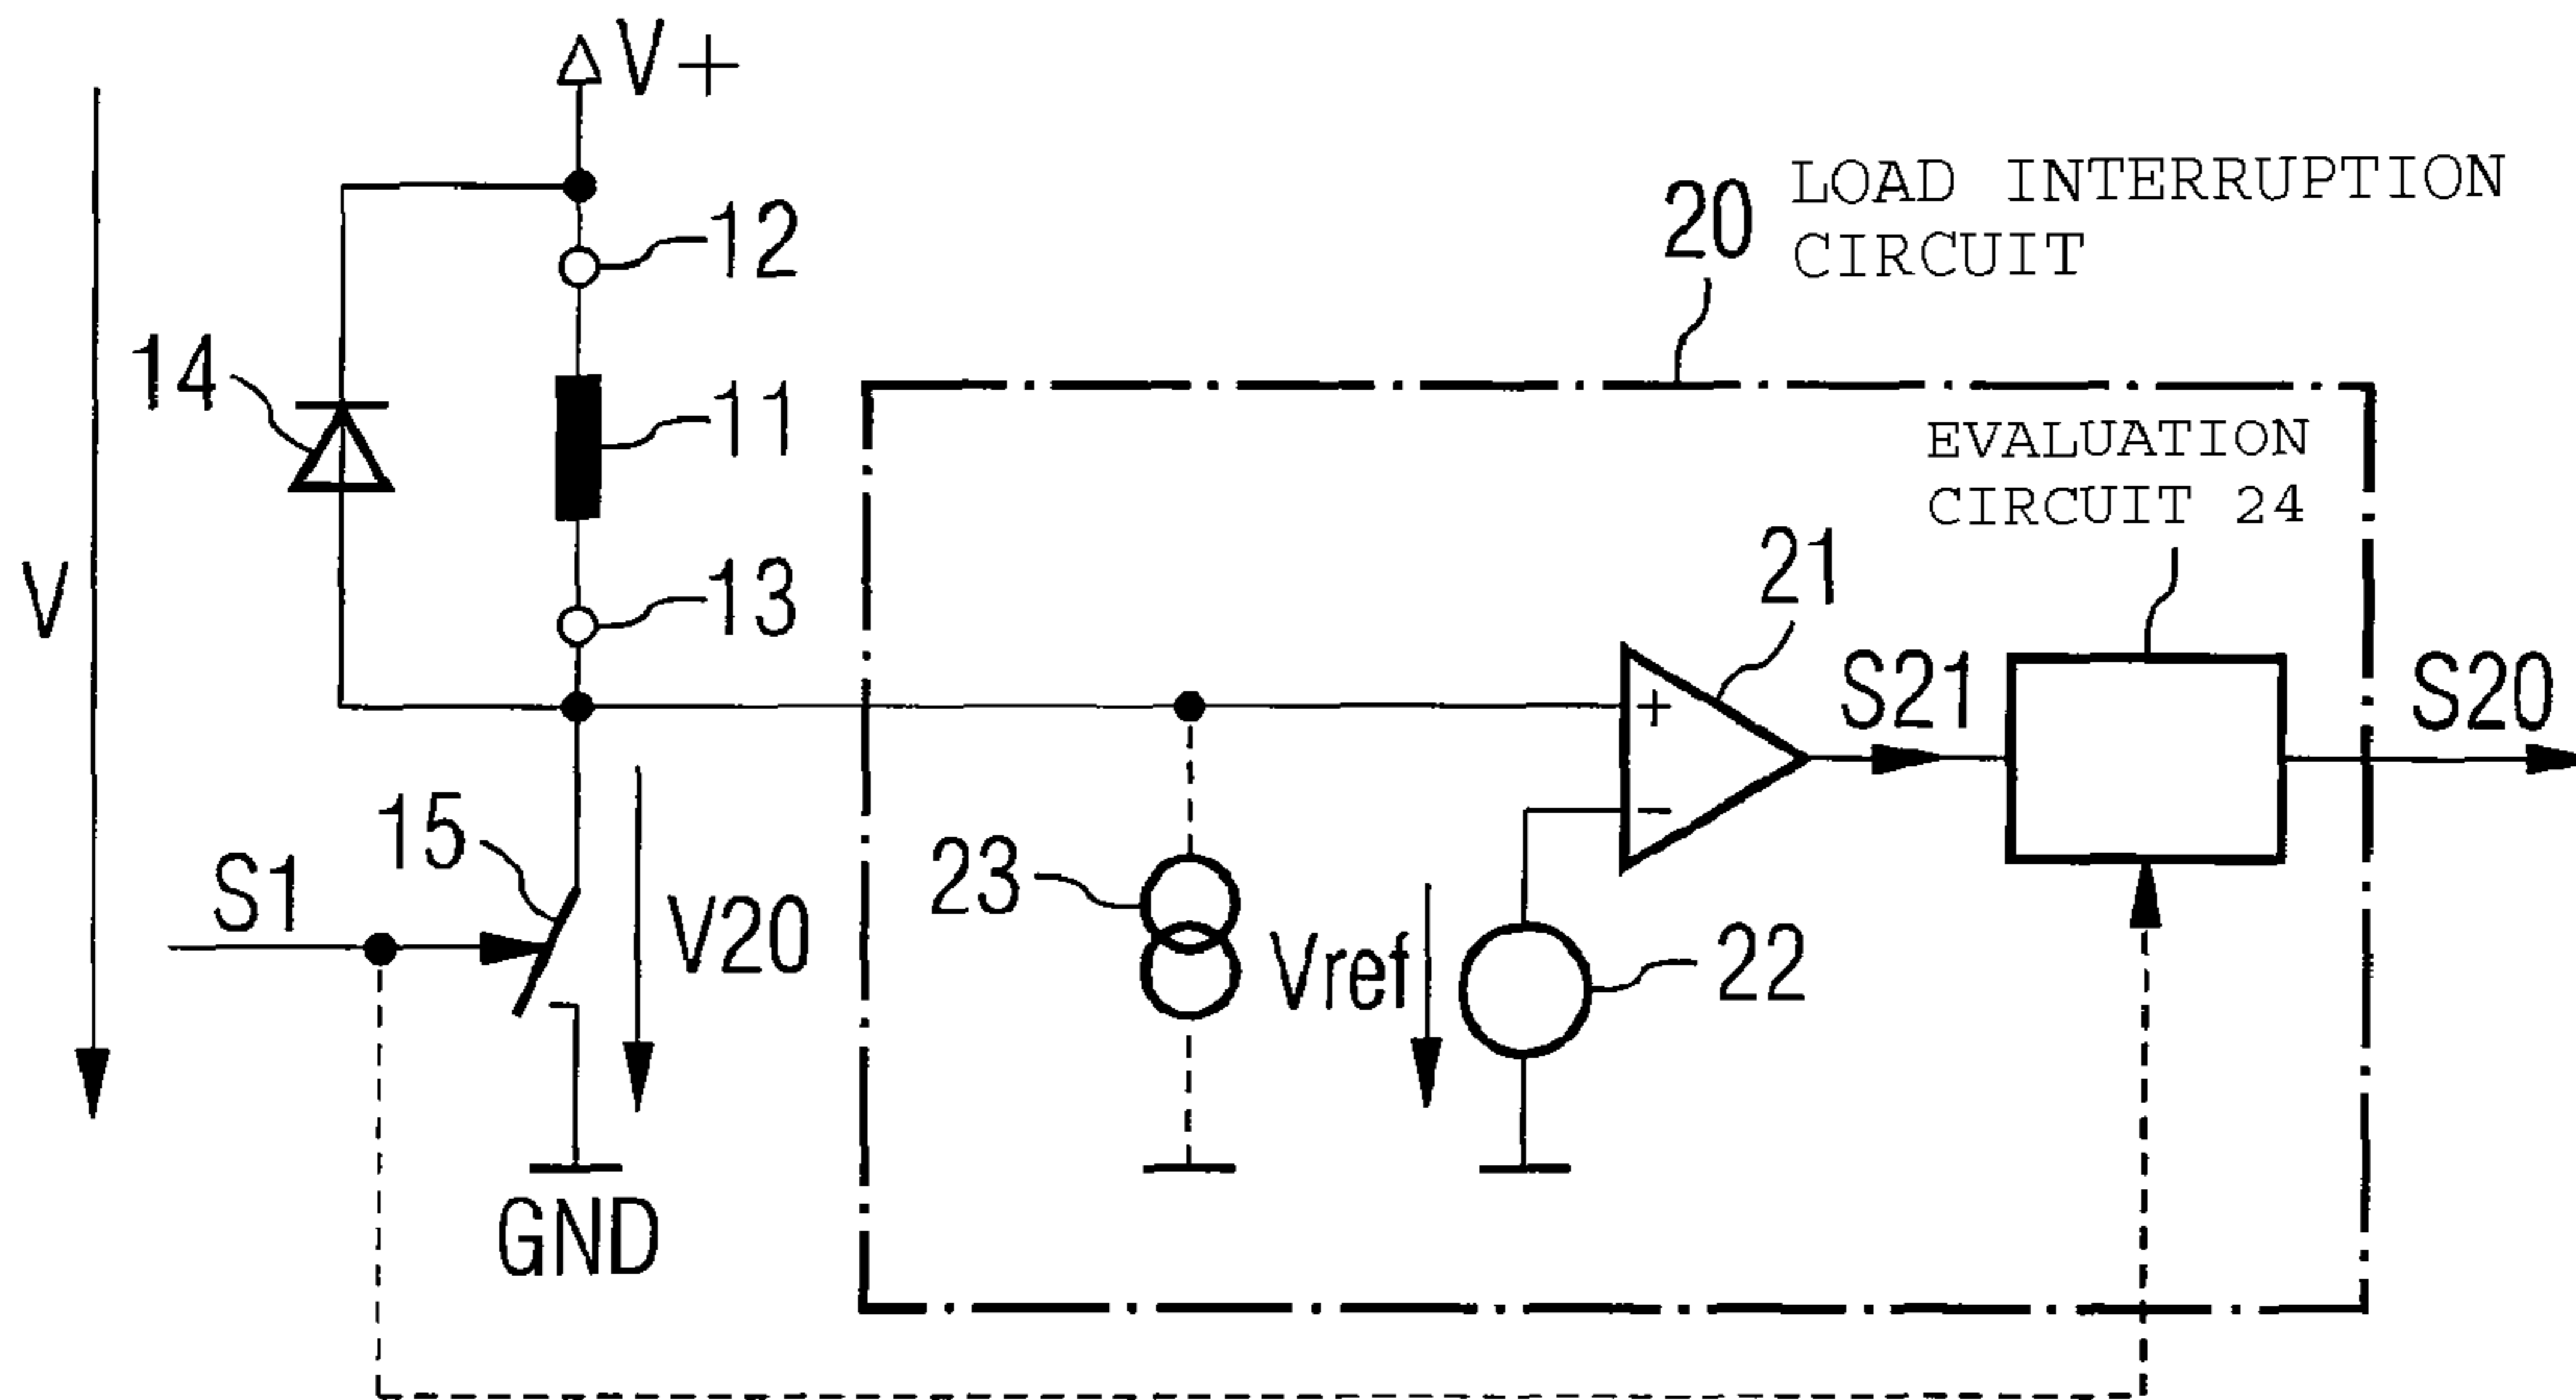 V+
12
20
LOAD INTERRUPTION
CIRCUIT
14
11
EVALUATION
CIRCUIT 24
V
13
21
+
S21
S20
15
−
S1
V20
23
Vref
22
GND